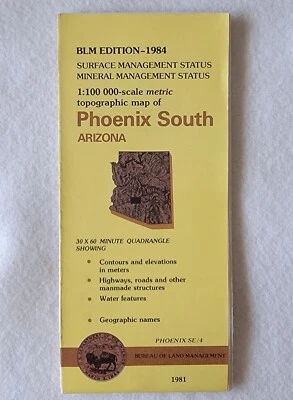 BLM EDITION–1984
SURFACE MANAGEMENT STATUS
MINERAL MANAGEMENT STATUS
1:100 000-scale metric
topographic map of
Phoenix South
ARIZONA
30 X 60 MINUTE QUADRANGLE
SHOWING
* Contours and elevations
in meters
* Highways, roads and other
manmade structures
* Water features
* Geographic names
PHOENIX SE/4
BUREAU OF LAND MANAGEMENT
1981